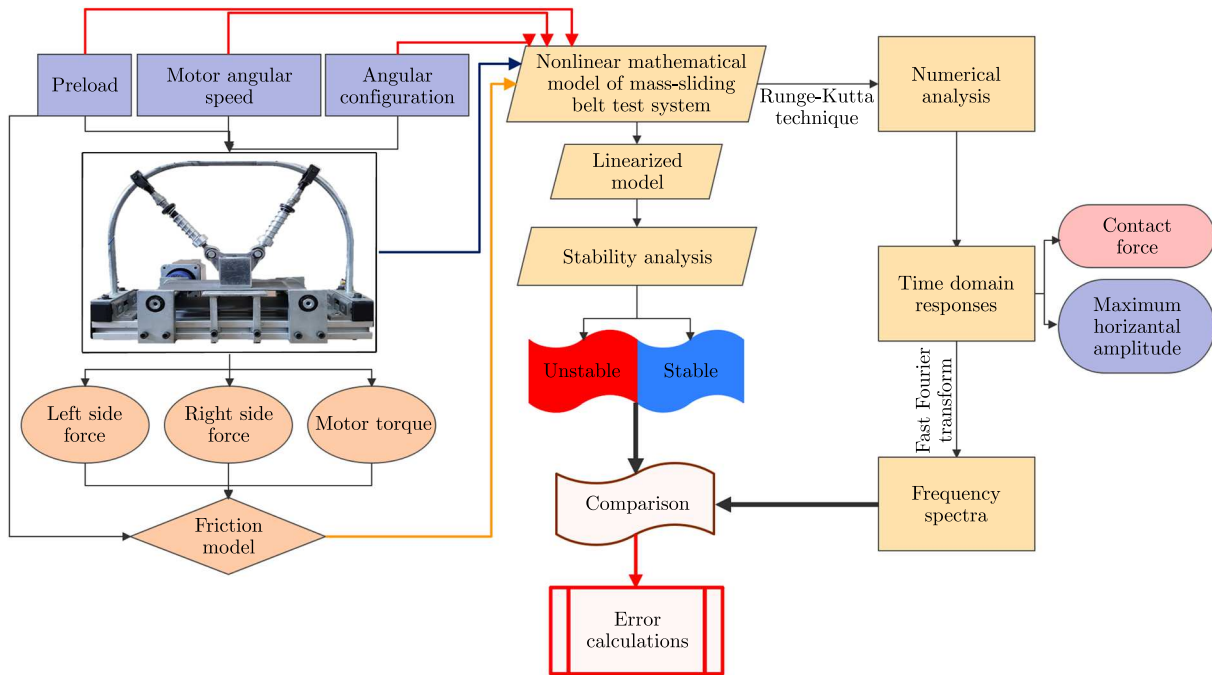 Preload
Motor angular
speed
Angular
configuration
Nonlinear mathematical
model of mass-sliding
belt test system
Runge-Kutta
technique
Numerical
analysis
Linearized
model
Stability analysis
Unstable
Stable
Time domain
responses
Contact
force
Maximum
horizantal
amplitude
Fast Fourier
transform
Left side
force
Right side
force
Motor torque
Friction
model
Comparison
Frequency
spectra
Error
calculations